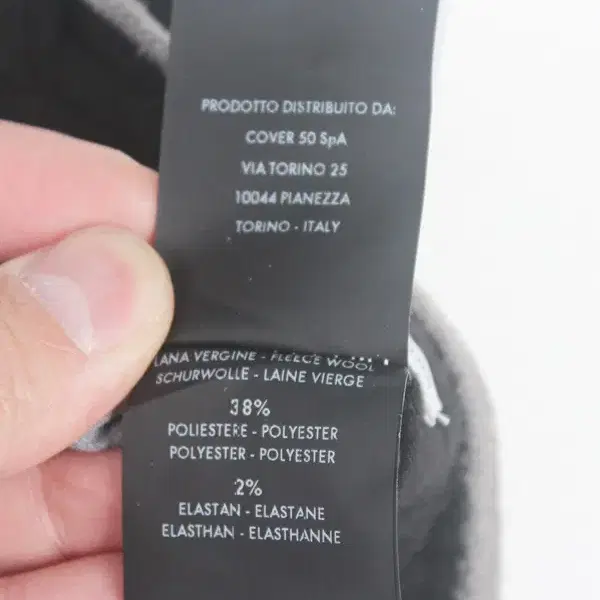 PRODOTTO DISTRIBUITO DA:
COVER 50 SpA
VIA TORINO 25
10044 PIANEZZA
TORINO - ITALY
LANA VERGINE - FLEECE WOOL
SCHURWOLLE - LAINE VIERGE
38%
POLIESTERE - POLYESTER
POLYESTER - POLYESTER
2%
ELASTAN - ELASTANE
ELASTHAN - ELASTHANNE